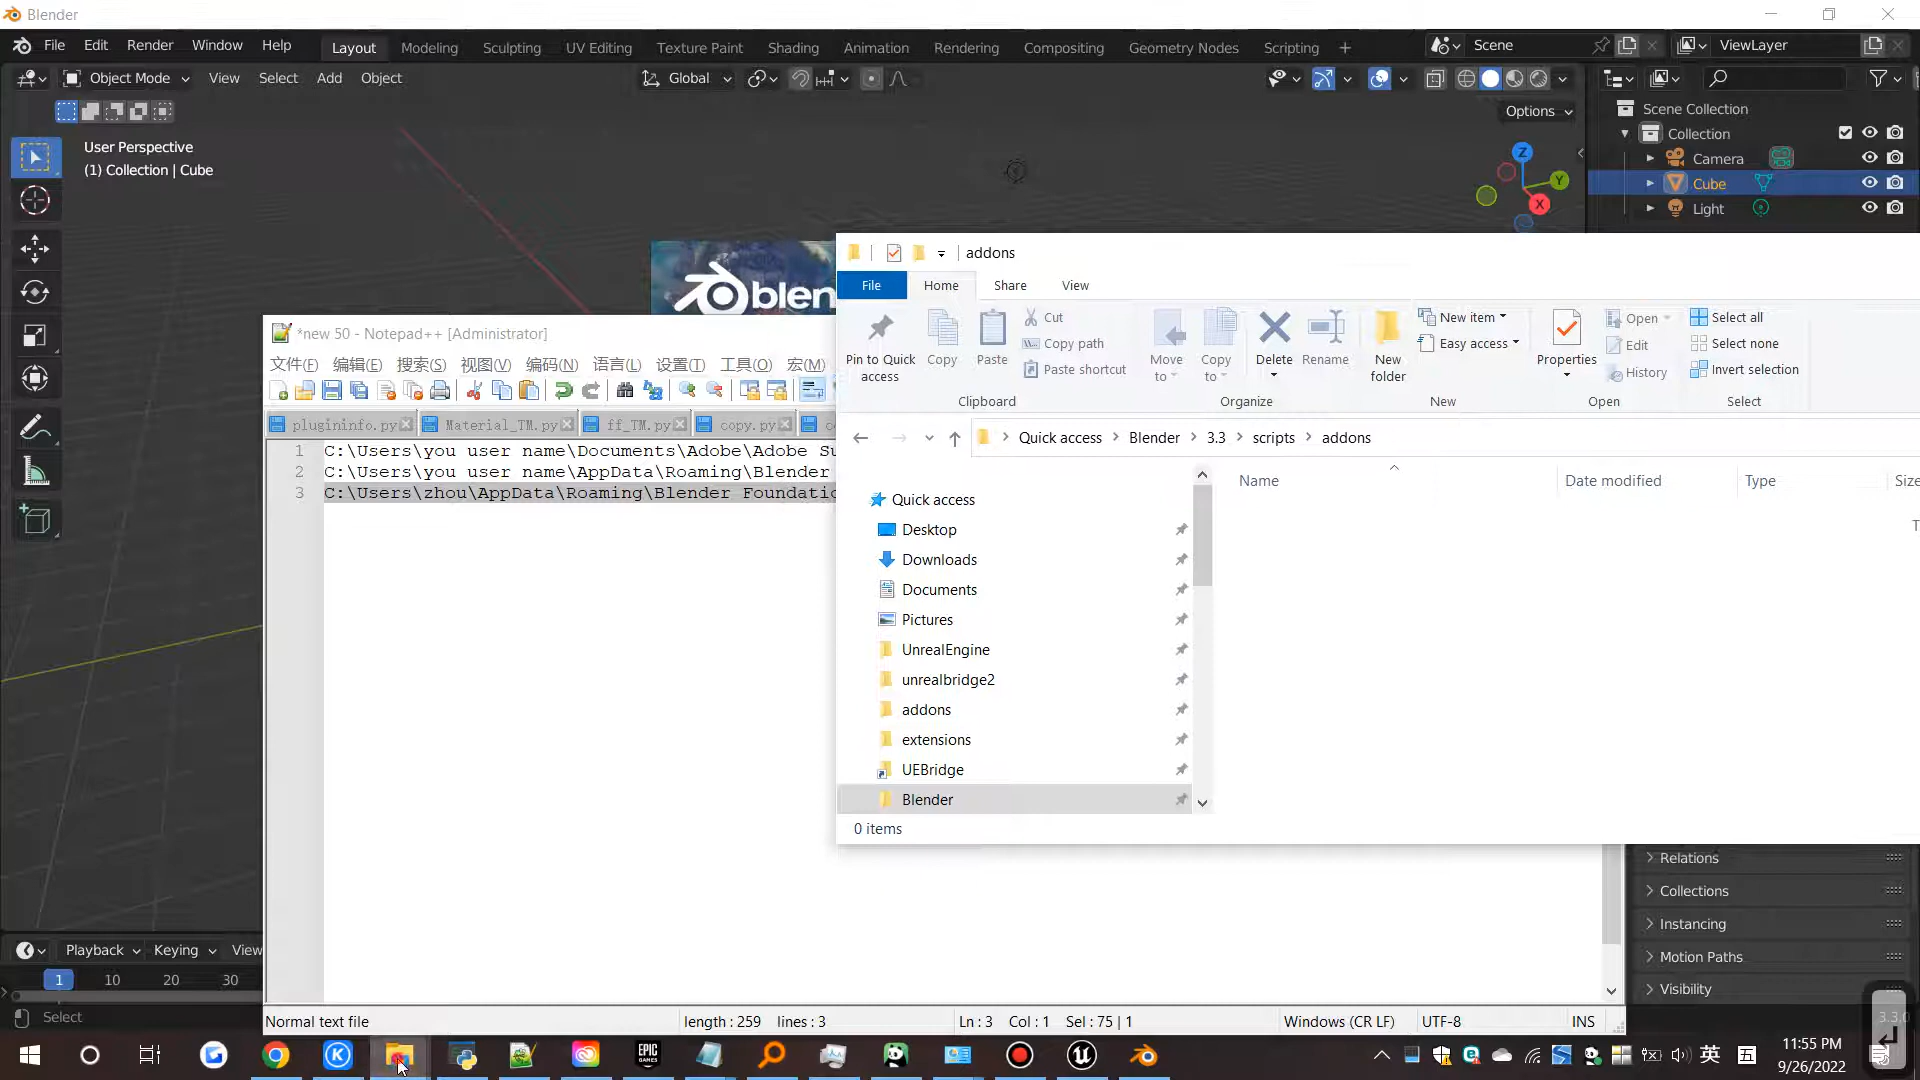 Blender
File Edit Render Window Help Layout Modeling Sculpting UV Editing Texture Paint Shading Animation Rendering Compositing Geometry Nodes Scripting + Scene ViewLayer
Object Mode View Select Add Object Global
Options
User Perspective
(1) Collection | Cube
Scene Collection
Collection
Camera
Cube
Light
Z
Y
X
blen
addons
File Home Share View
Pin to Quick access
Copy
Paste
Cut
Copy path
Paste shortcut
Clipboard
Move to
Copy to
Delete
Rename
Organize
New folder
New item
Easy access
New
Properties
Open
Edit
History
Open
Select all
Select none
Invert selection
Select
Quick access > Blender > 3.3 > scripts > addons
Name Date modified Type Size
T
Quick access
Desktop
Downloads
Documents
Pictures
UnrealEngine
unrealbridge2
addons
extensions
UEBridge
Blender
0 items
*new 50 - Notepad++ [Administrator]
文件(F) 编辑(E) 搜索(S) 视图(V) 编码(N) 语言(L) 设置(T) 工具(O) 宏(M)
plugininfo.py Material_TM.py ff_TM.py copy.py
1 C:\Users\you user name\Documents\Adobe\Adobe Su
2 C:\Users\you user name\AppData\Roaming\Blender
3 C:\Users\zhou\AppData\Roaming\Blender Foundatio
Normal text file length : 259 lines : 3 Ln : 3 Col : 1 Sel : 75 | 1 Windows (CR LF) UTF-8 INS
Relations
Collections
Instancing
Motion Paths
Visibility
Playback Keying View
1 10 20 30
Select
3.3.0
EPIC GAMES
英 五
11:55 PM
9/26/2022